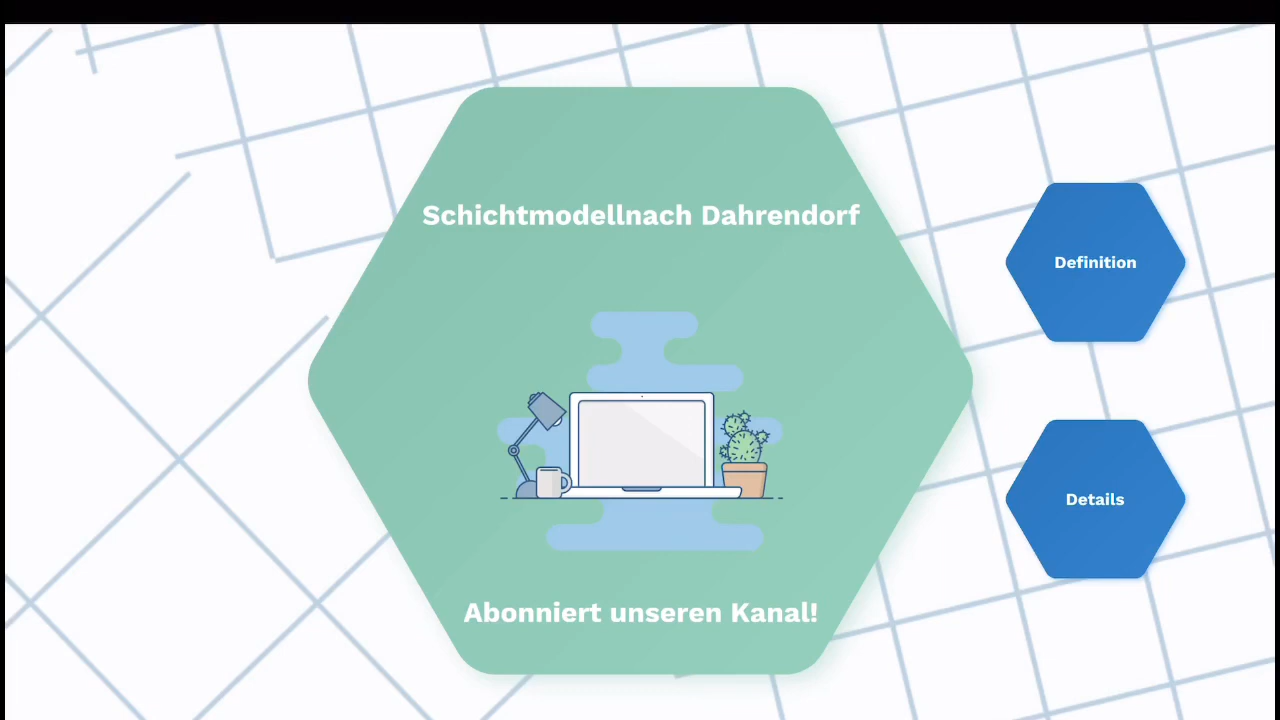 Schichtmodellnach Dahrendorf
Definition
Details
Abonniert unseren Kanal!